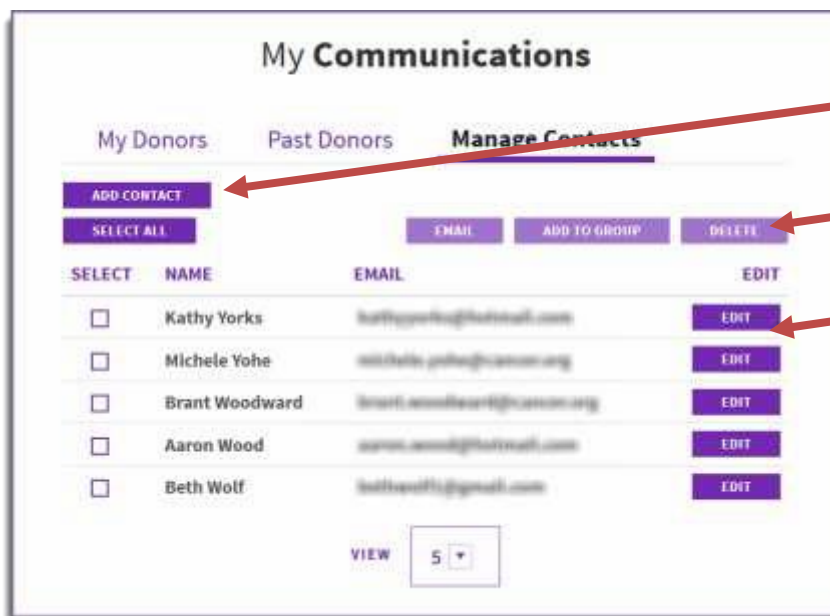 My Communications
My Donors Past Donors Manage Contacts
ADD CONTACT
SELECT ALL EMAIL ADD TO GROUP DELETE
SELECT NAME EMAIL EDIT
Kathy Yorks EDIT
Michele Yohe EDIT
Brant Woodward EDIT
Aaron Wood EDIT
Beth Wolf EDIT
VIEW 5